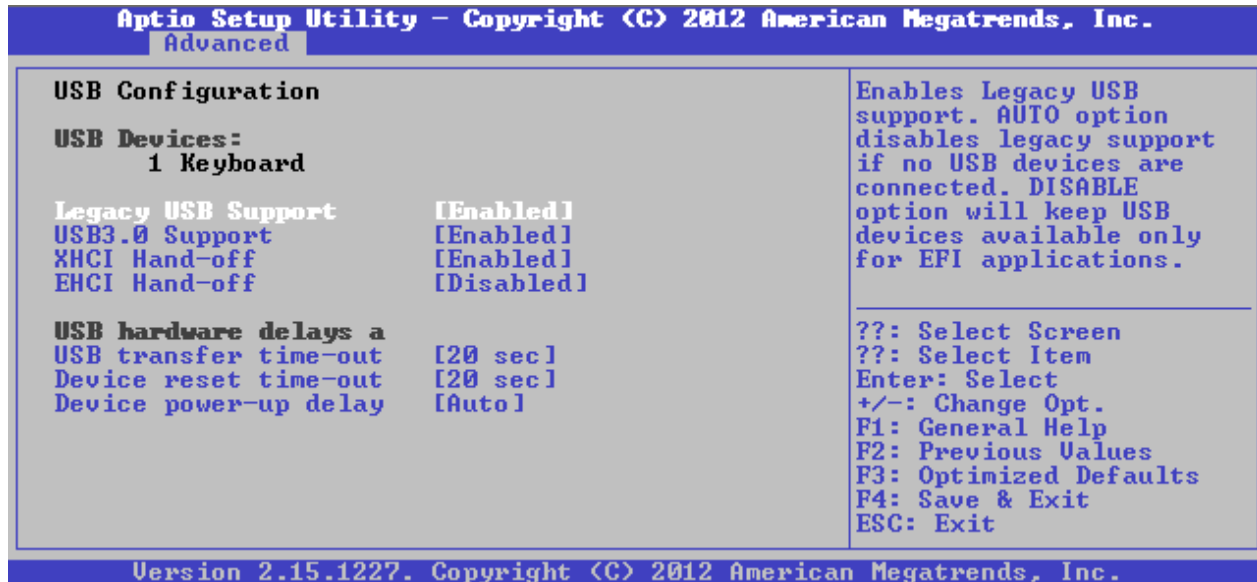 Aptio Setup Utility – Copyright (C) 2012 American Megatrends, Inc.
Advanced
USB Configuration
USB Devices:
1 Keyboard
Legacy USB Support [Enabled]
USB3.0 Support [Enabled]
XHCI Hand-off [Enabled]
EHCI Hand-off [Disabled]
USB hardware delays a
USB transfer time-out [20 sec]
Device reset time-out [20 sec]
Device power-up delay [Auto]
Enables Legacy USB
support. AUTO option
disables legacy support
if no USB devices are
connected. DISABLE
option will keep USB
devices available only
for EFI applications.
??: Select Screen
??: Select Item
Enter: Select
+/-: Change Opt.
F1: General Help
F2: Previous Values
F3: Optimized Defaults
F4: Save & Exit
ESC: Exit
Version 2.15.1227. Copyright (C) 2012 American Megatrends, Inc.